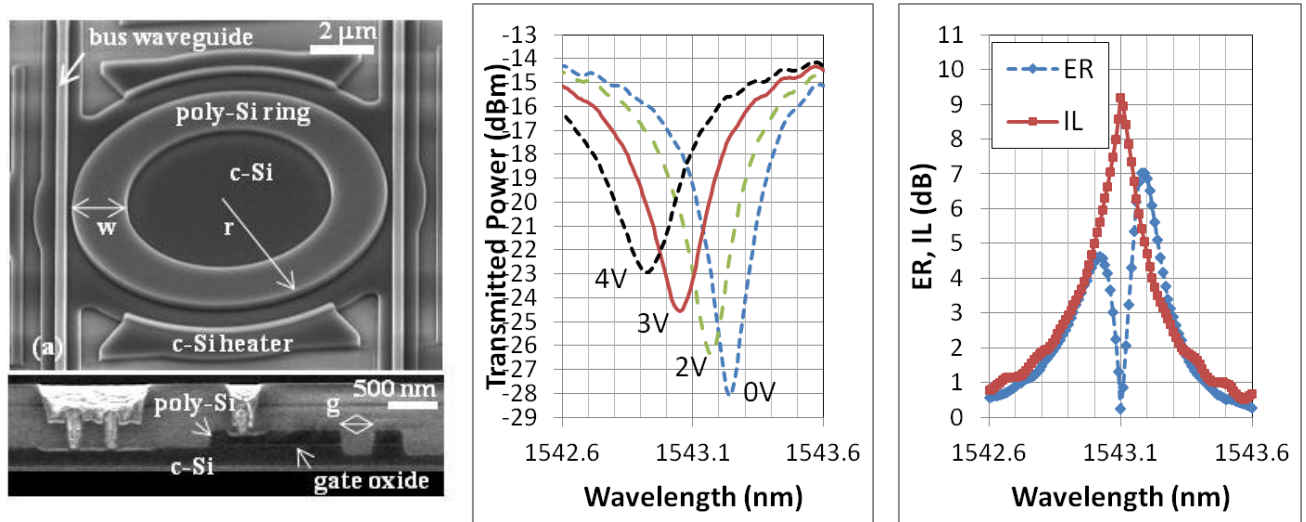 bus waveguide
2 μm
poly-Si ring
c-Si
w
r
c-Si heater
(a)
500 nm
poly-Si
g
c-Si
gate oxide
Transmitted Power (dBm)
-13
-14
-15
-16
-17
-18
-19
-20
-21
-22
-23
-24
-25
-26
-27
-28
-29
4V
3V
2V
0V
1542.6 1543.1 1543.6
Wavelength (nm)
ER, IL (dB)
11
10
9
8
7
6
5
4
3
2
1
0
ER
IL
1542.6 1543.1 1543.6
Wavelength (nm)